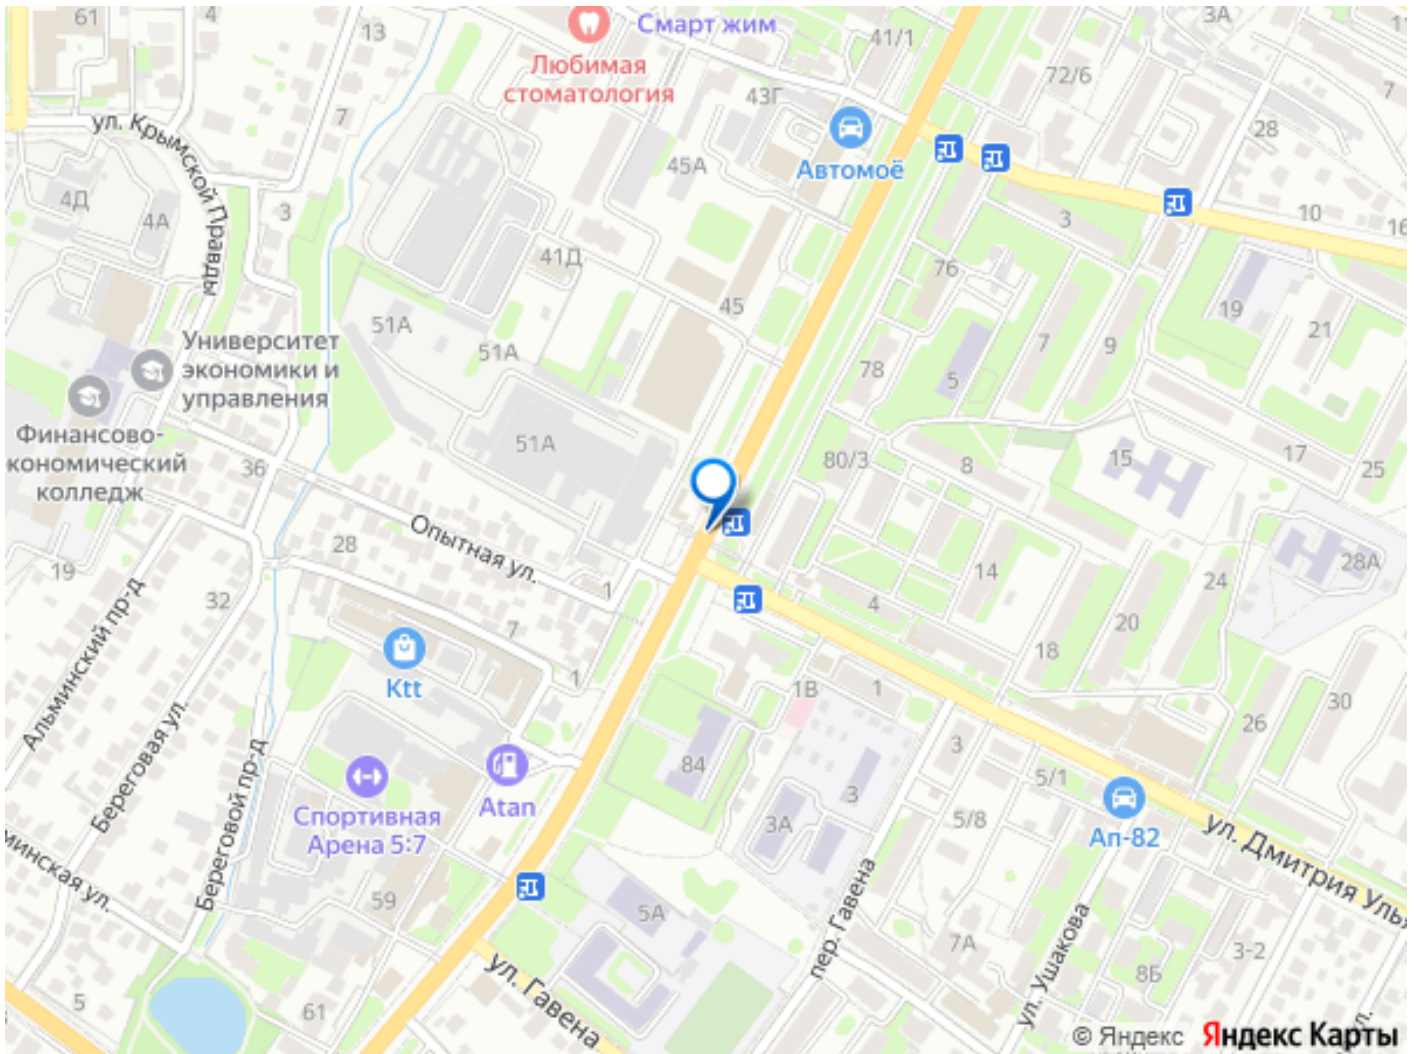 61
13
Смарт жим
41/1
3А
11
72/6
Любимая
стоматология
43Г
7
7
28
ул. Крымской Правды
45А
Автомоё
4Д
4А
3
3
10
16
41Д
76
45
19
21
51А
51А
7
9
Университет
экономики и
управления
78
5
Финансово-
кономический
колледж
36
51А
80/3
8
15
17
25
Опытная ул.
28
19
32
1
14
28А
24
4
7
20
Альминский пр-д
Ktt
1
18
1В
1
30
26
Береговая ул.
Береговой пр-д
84
3
5/1
Atan
Спортивная
Арена 5:7
3А
3
5/8
Ап-82
ул. Дмитрия Улья
минская ул.
59
5А
пер. Гавена
7А
ул. Ушакова
3-2
8Б
ул. Гавена
5
61
ул.
© Яндекс Яндекс Карты